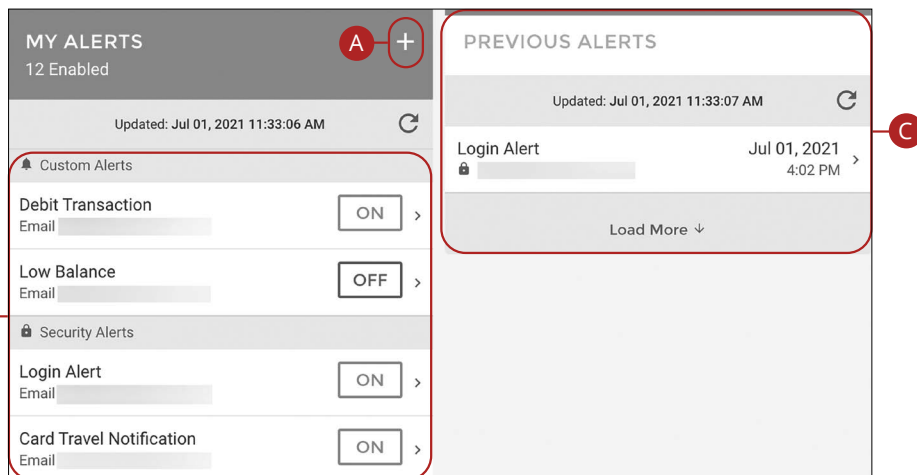 MY ALERTS
12 Enabled
A +
Updated: Jul 01, 2021 11:33:06 AM
Custom Alerts
Debit Transaction
Email
ON
Low Balance
Email
OFF
Security Alerts
Login Alert
Email
ON
Card Travel Notification
Email
ON
PREVIOUS ALERTS
Updated: Jul 01, 2021 11:33:07 AM
C
Login Alert
Jul 01, 2021
4:02 PM
Load More ↓